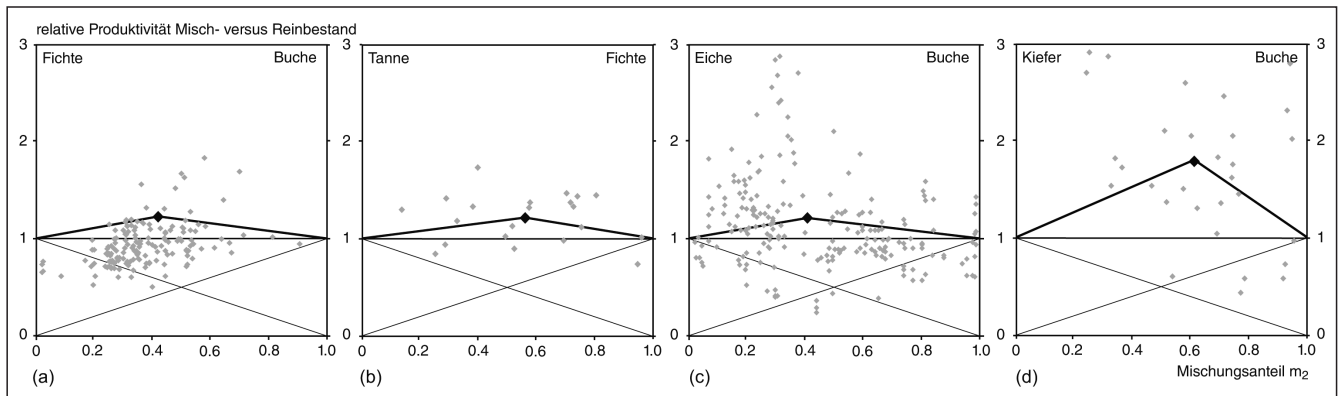 relative Produktivität Misch- versus Reinbestand
3 3 3 3 3
Fichte Buche Tanne Fichte Eiche Buche Kiefer Buche
2 2 2 2 2
1 1 1 1 1
0 0 0 0 0
0 0.2 0.4 0.6 0.8 1.0 0 0.2 0.4 0.6 0.8 1.0 0 0.2 0.4 0.6 0.8 1.0 0 0.2 0.4 0.6 0.8 1.0
(a) (b) (c) (d) Mischungsanteil m2